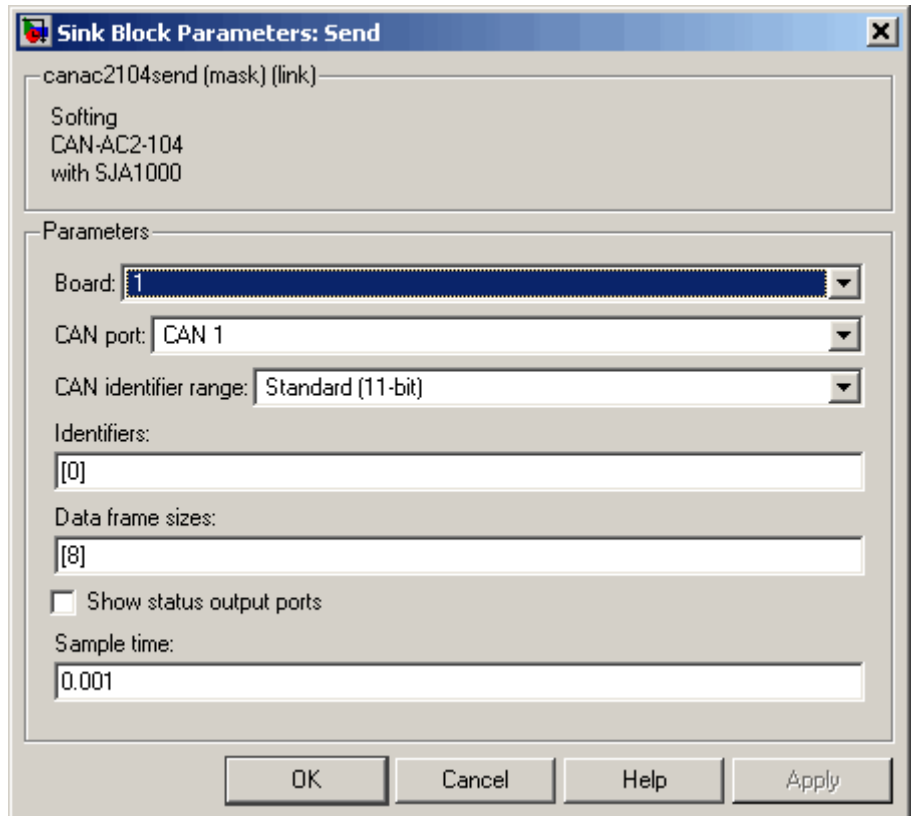 Sink Block Parameters: Send
canac2104send (mask) (link)
Softing
CAN-AC2-104
with SJA1000
Parameters
Board: 1
CAN port: CAN 1
CAN identifier range: Standard (11-bit)
Identifiers:
[0]
Data frame sizes:
[8]
Show status output ports
Sample time:
0.001
OK Cancel Help Apply